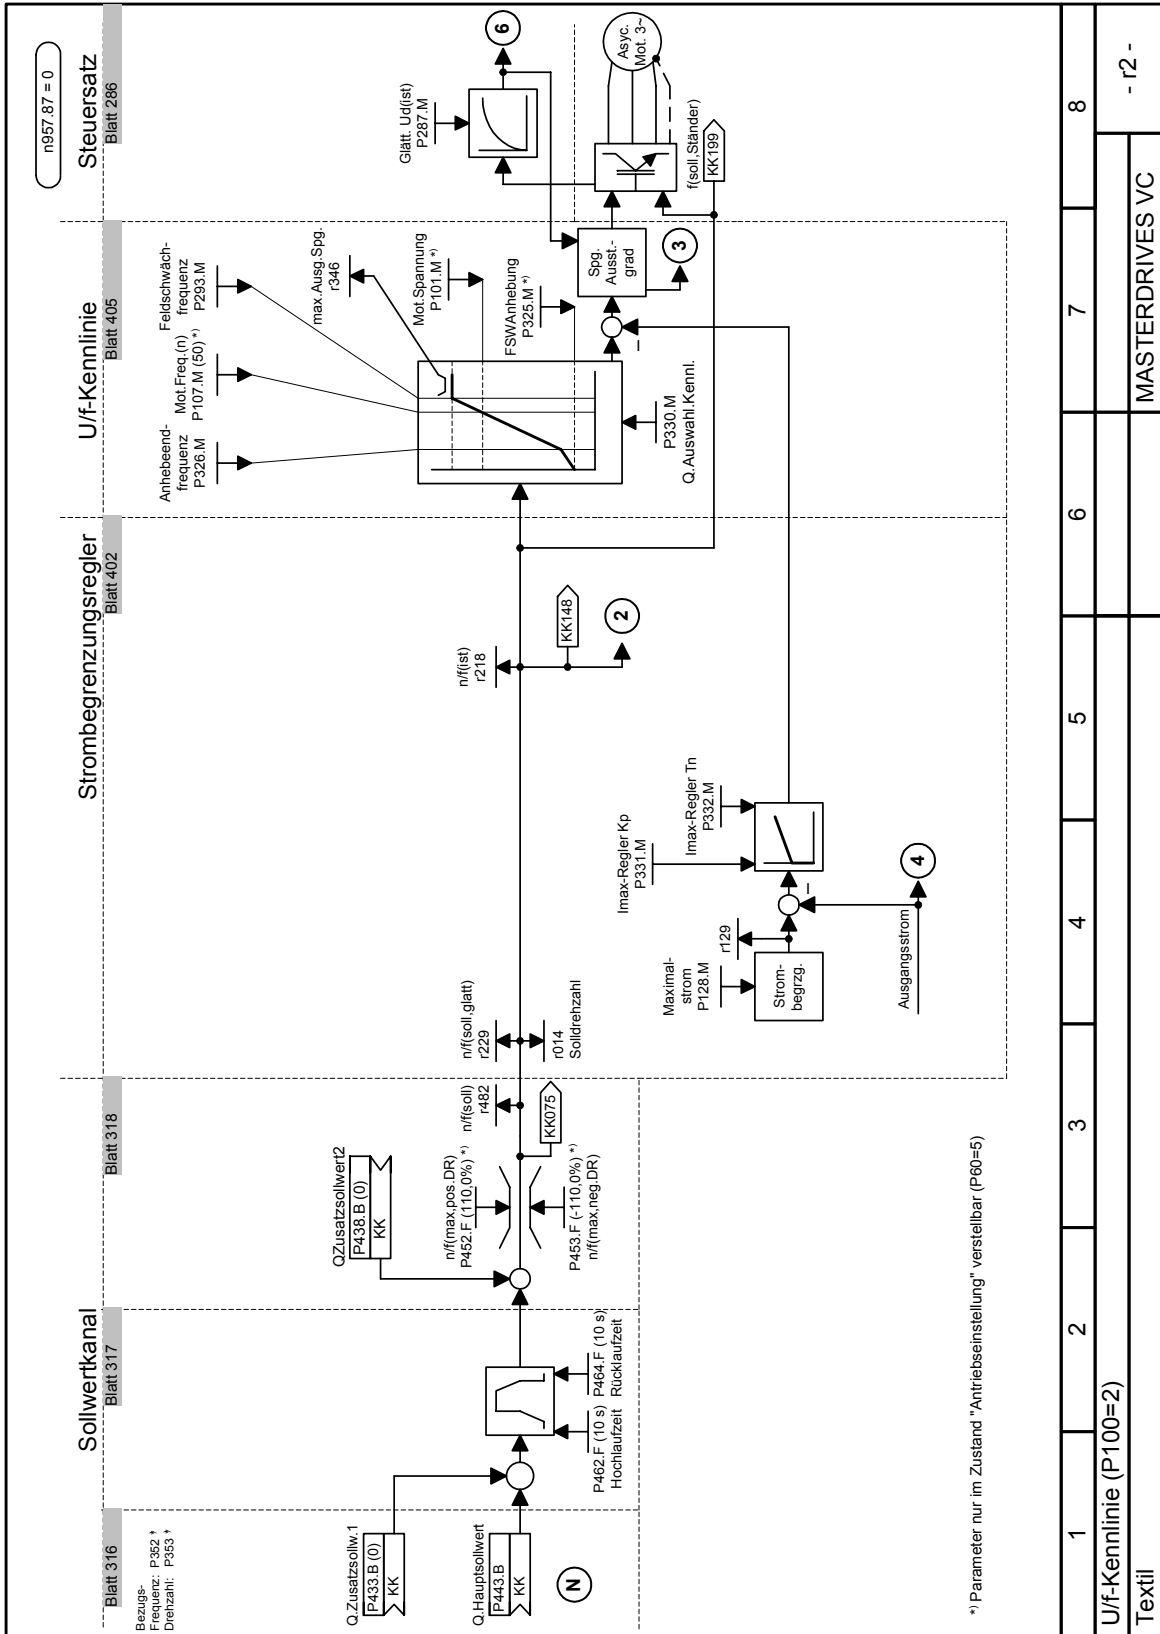 n957.87 = 0
Sollwertkanal
Strombegrenzungsregler
U/f-Kennlinie
Steuersatz
Blatt 316
Blatt 317
Blatt 318
Blatt 402
Blatt 405
Blatt 286
Bezugs-
Frequenz: P352 *
Drehzahl: P353 *
Q.Zusatzsollw.1
P433.B (0)
KK
Q.Hauptsollwert
P443.B
KK
N
P462.F (10 s)
Hochlaufzeit
P464.F (10 s)
Rücklaufzeit
QZusatzsollwert2
P438.B (0)
KK
n/f(max,pos.DR)
P452.F (110,0%) *)
P453.F (-110,0%) *)
n/f(max,neg.DR)
KK075
n/f(soll)
r482
n/f(soll,glatt)
r229
r014
Solldrehzahl
Maximal-
strom
P128.M
r129
Strom-
begrzg.
Ausgangsstrom
4
Imax-Regler Kp
P331.M
Imax-Regler Tn
P332.M
n/f(ist)
r218
KK148
2
Anhebeend-
frequenz
P326.M
Mot.Freq.(n)
P107.M (50) *)
Feldschwäch-
frequenz
P293.M
max.Ausg.Spg.
r346
Mot.Spannung
P101.M *)
FSWAnhebung
P325.M *)
P330.M
Q.Auswahl.Kennl.
Spg.
Ausst.-
grad
3
Glätt. Ud(ist)
P287.M
6
Asyc.
Mot. 3~
f(soll,Ständer)
KK199
*) Parameter nur im Zustand "Antriebseinstellung" verstellbar (P60=5)
1 2 3 4 5 6 7 8
U/f-Kennlinie (P100=2)
Textil
MASTERDRIVES VC
- r2 -